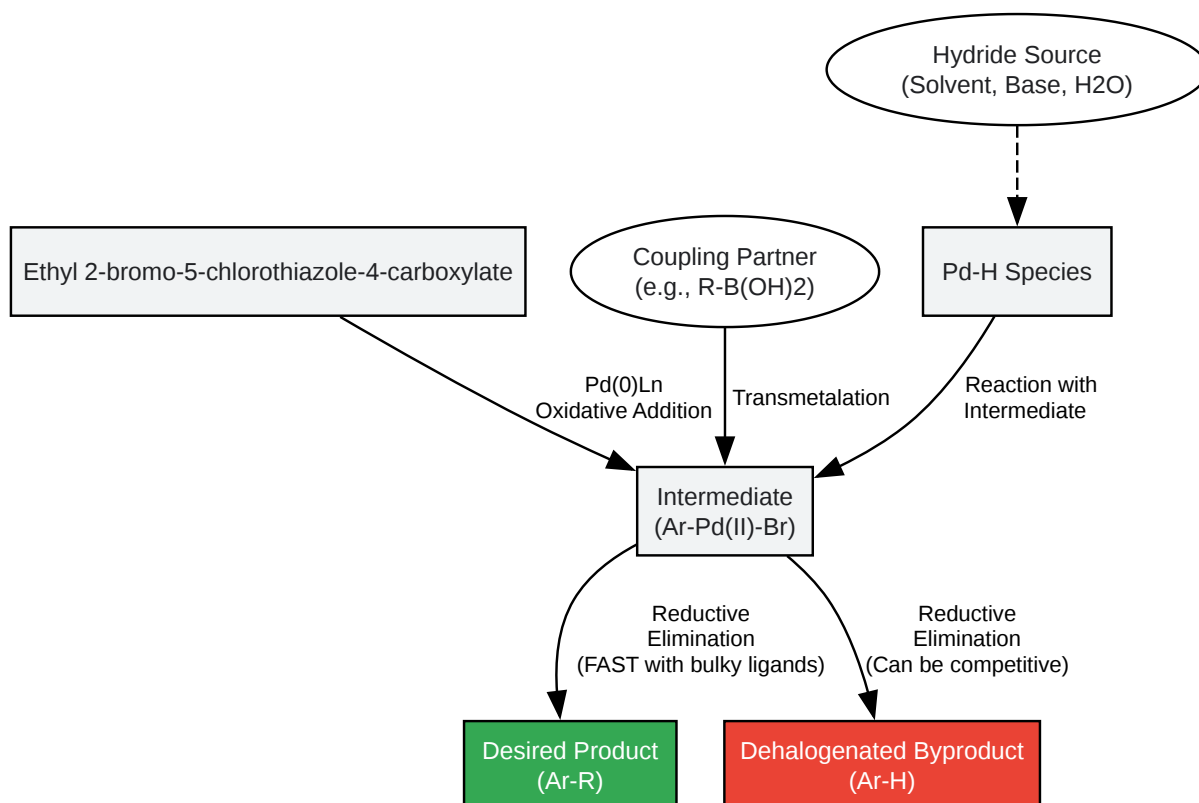 Hydride Source
(Solvent, Base, H2O)
Ethyl 2-bromo-5-chlorothiazole-4-carboxylate
Coupling Partner
(e.g., R-B(OH)2)
Pd-H Species
Pd(0)Ln
Oxidative Addition
Transmetalation
Reaction with
Intermediate
Intermediate
(Ar-Pd(II)-Br)
Reductive
Elimination
(FAST with bulky ligands)
Reductive
Elimination
(Can be competitive)
Desired Product
(Ar-R)
Dehalogenated Byproduct
(Ar-H)